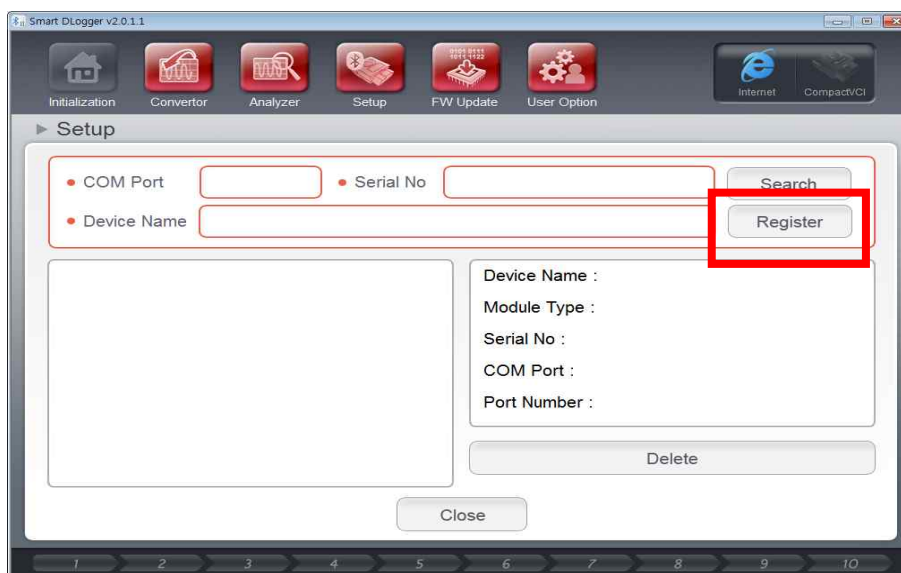 Smart DLogger v2.0.1.1
Initialization Convertor Analyzer Setup FW Update User Option Internet CompactVCI
Setup
COM Port Serial No Search
Device Name Register
Device Name :
Module Type :
Serial No :
COM Port :
Port Number :
Delete
Close
1 2 3 4 5 6 7 8 9 10